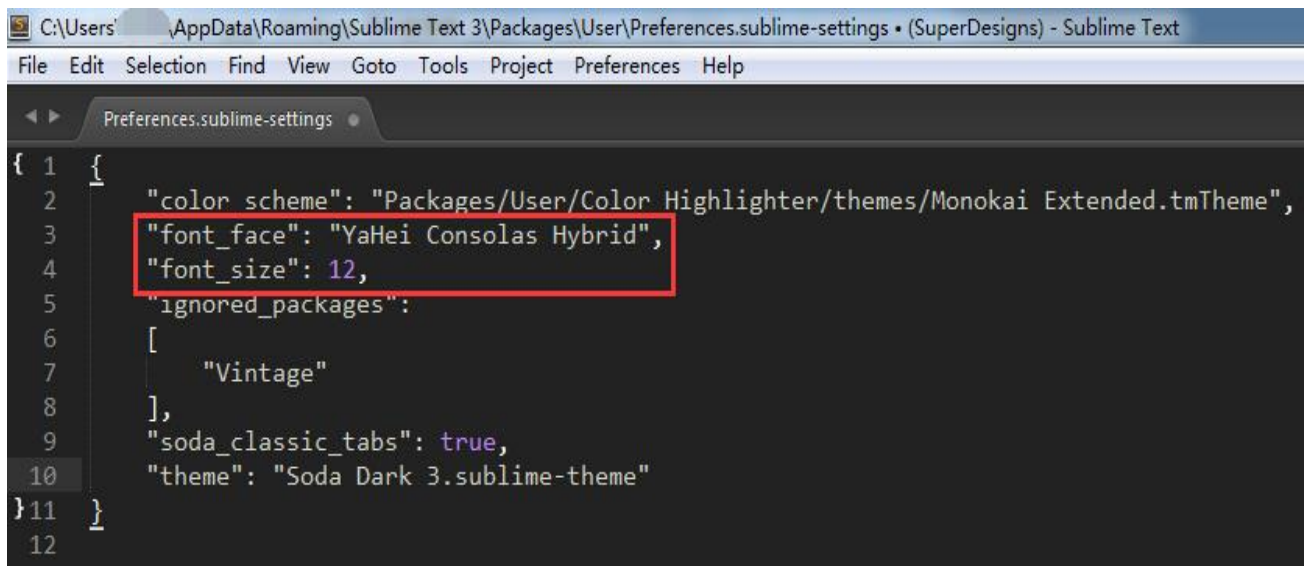 C:\Users\ \AppData\Roaming\Sublime Text 3\Packages\User\Preferences.sublime-settings • (SuperDesigns) - Sublime Text
File Edit Selection Find View Goto Tools Project Preferences Help
Preferences.sublime-settings
1 {
2 "color_scheme": "Packages/User/Color Highlighter/themes/Monokai Extended.tmTheme",
3 "font_face": "YaHei Consolas Hybrid",
4 "font_size": 12,
5 "ignored_packages":
6 [
7 "Vintage"
8 ],
9 "soda_classic_tabs": true,
10 "theme": "Soda Dark 3.sublime-theme"
11 }
12